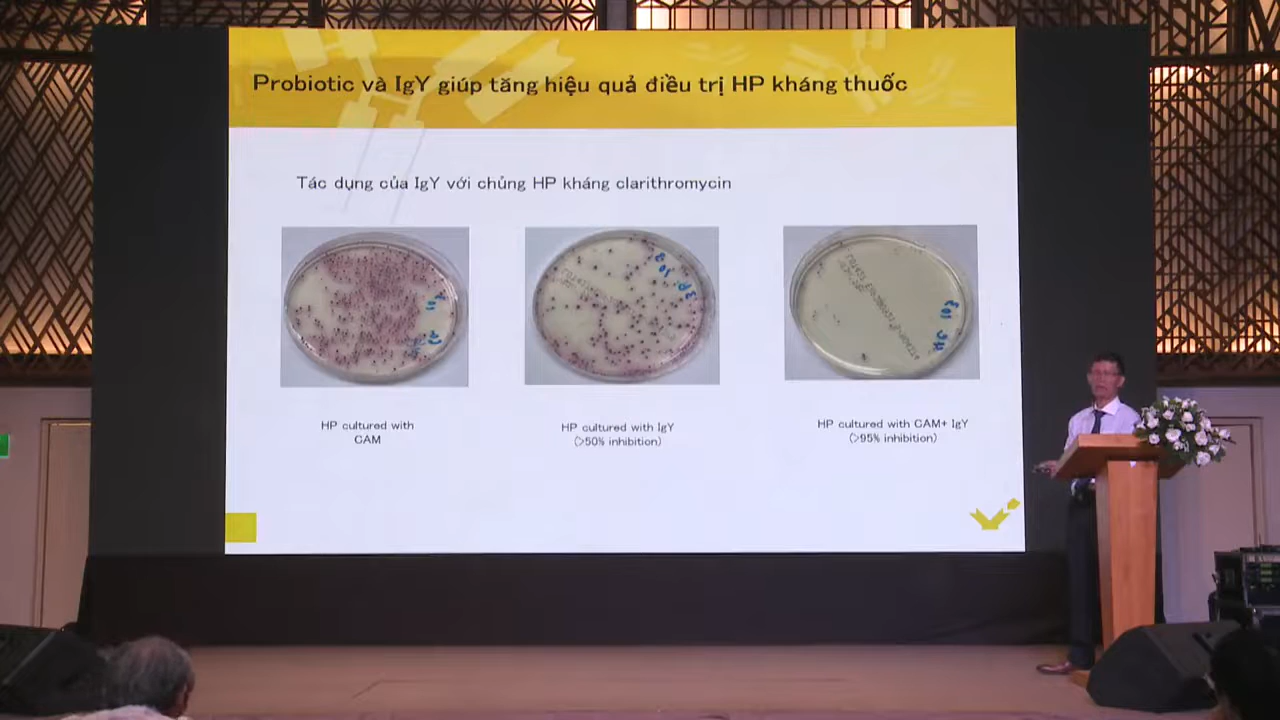 Probiotic và IgY giúp tăng hiệu quả điều trị HP kháng thuốc
Tác dụng của IgY với chủng HP kháng clarithromycin
HP cultured with
CAM
HP cultured with IgY
(>50% inhibition)
HP cultured with CAM+ IgY
(>95% inhibition)